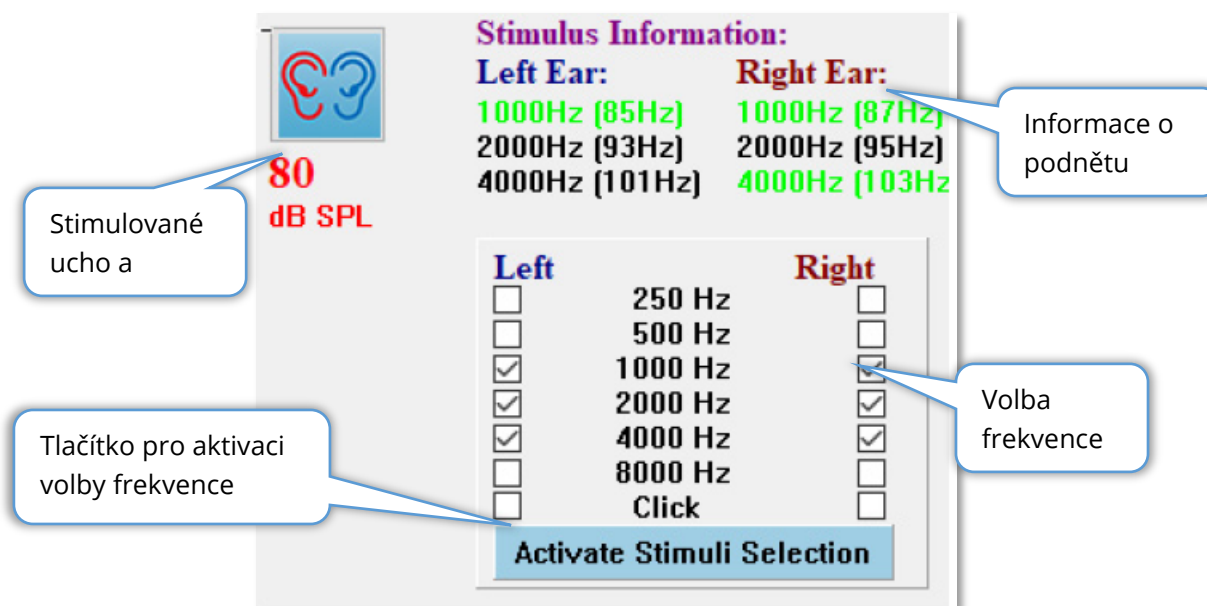 Stimulus Information:
Left Ear: Right Ear:
1000Hz (85Hz) 1000Hz (87Hz)
2000Hz (93Hz) 2000Hz (95Hz)
4000Hz (101Hz) 4000Hz (103Hz
80
dB SPL
Informace o
podnětu
Stimulované
ucho a
Left Right
250 Hz
500 Hz
1000 Hz
2000 Hz
4000 Hz
8000 Hz
Click
Activate Stimuli Selection
Volba
frekvence
Tlačítko pro aktivaci
volby frekvence